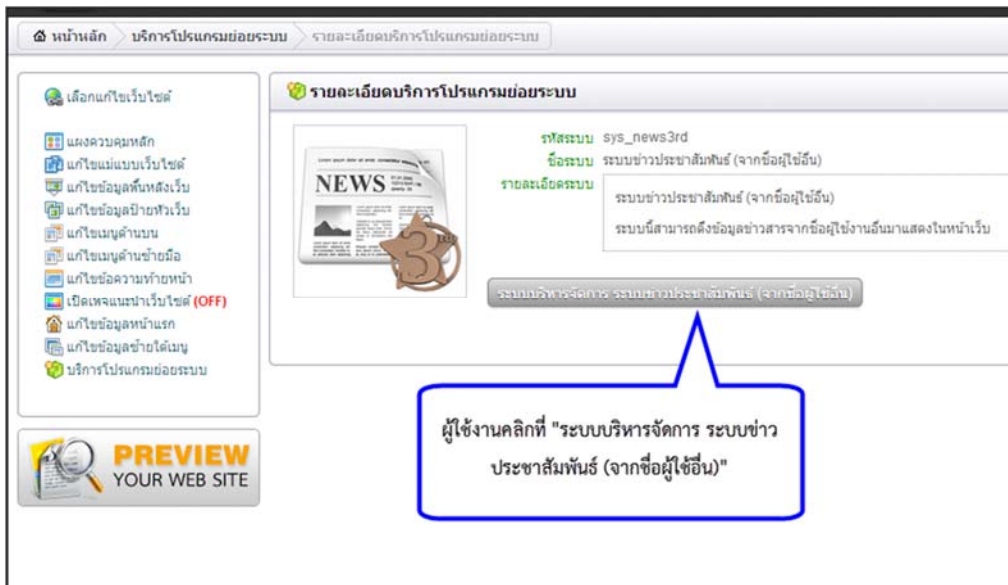 หน้าหลัก บริการโปรแกรมย่อยระบบ รายละเอียดบริการโปรแกรมย่อยระบบ
เลือกแก้ไขเว็บไซต์
แผงควบคุมหลัก
แก้ไขแม่แบบเว็บไซต์
แก้ไขข้อมูลพื้นหลังเว็บ
แก้ไขข้อมูลป้ายหัวเว็บ
แก้ไขเมนูด้านบน
แก้ไขเมนูด้านซ้ายมือ
แก้ไขข้อความท้ายหน้า
เปิดเพจแนะนำเว็บไซต์ (OFF)
แก้ไขข้อมูลหน้าแรก
แก้ไขข้อมูลซ้ายใต้เมนู
บริการโปรแกรมย่อยระบบ
PREVIEW
YOUR WEB SITE
รายละเอียดบริการโปรแกรมย่อยระบบ
NEWS
3
รหัสระบบ sys_news3rd
ชื่อระบบ ระบบข่าวประชาสัมพันธ์ (จากชื่อผู้ใช้อื่น)
รายละเอียดระบบ
ระบบข่าวประชาสัมพันธ์ (จากชื่อผู้ใช้อื่น)
ระบบนี้สามารถดึงข้อมูลข่าวสารจากชื่อผู้ใช้งานอื่นมาแสดงในหน้าเว็บ
ระบบบริหารจัดการ ระบบข่าวประชาสัมพันธ์ (จากชื่อผู้ใช้อื่น)
ผู้ใช้งานคลิกที่ "ระบบบริหารจัดการ ระบบข่าว
ประชาสัมพันธ์ (จากชื่อผู้ใช้อื่น)"